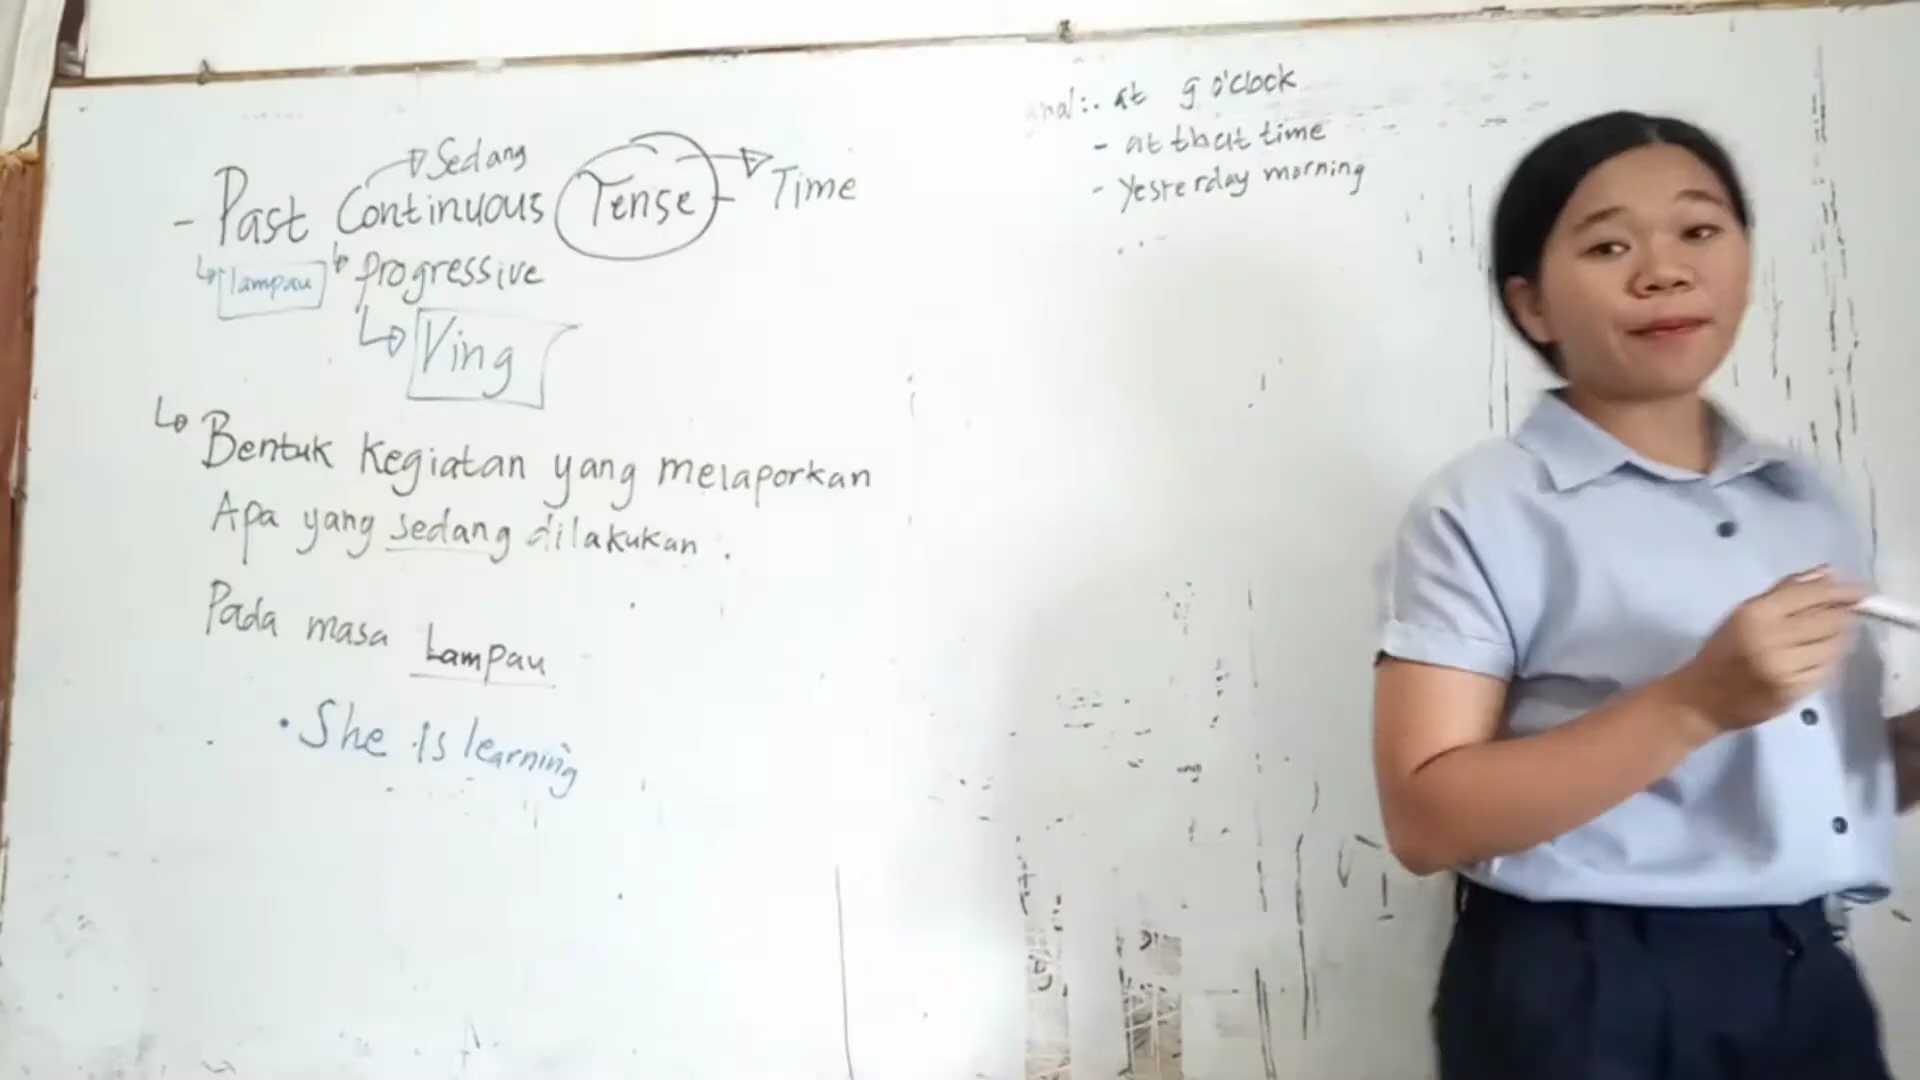 Sedang
- Past Continuous Tense Time
lampau Progressive
Ving
Bentuk kegiatan yang melaporkan
Apa yang sedang dilakukan .
Pada masa Lampau
• She is learning
at 9 o'clock
- at that time
- Yesterday morning